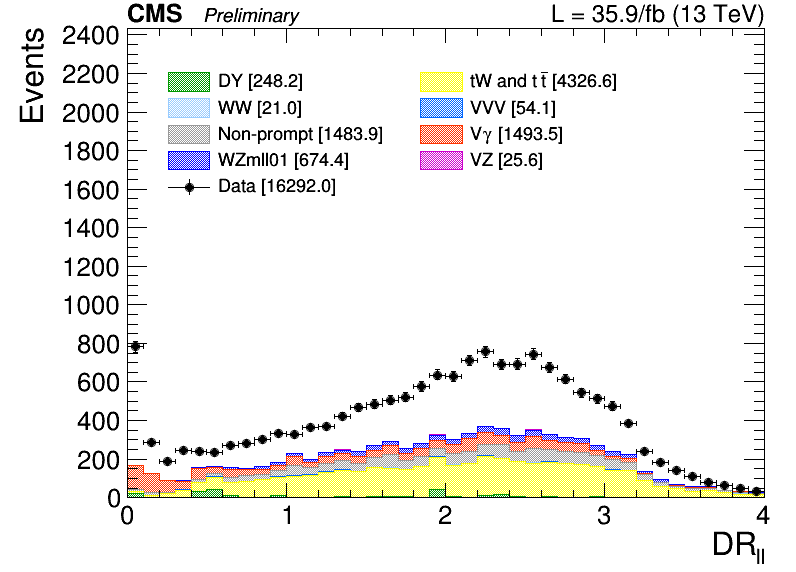 CMS Preliminary L = 35.9/fb (13 TeV)
Events
2400
2200
2000
1800
1600
1400
1200
1000
800
600
400
200
0
DY [248.2]
WW [21.0]
Non-prompt [1483.9]
WZmll01 [674.4]
Data [16292.0]
tW and t t̄ [4326.6]
VVV [54.1]
Vγ [1493.5]
VZ [25.6]
0 1 2 3 4
DRll